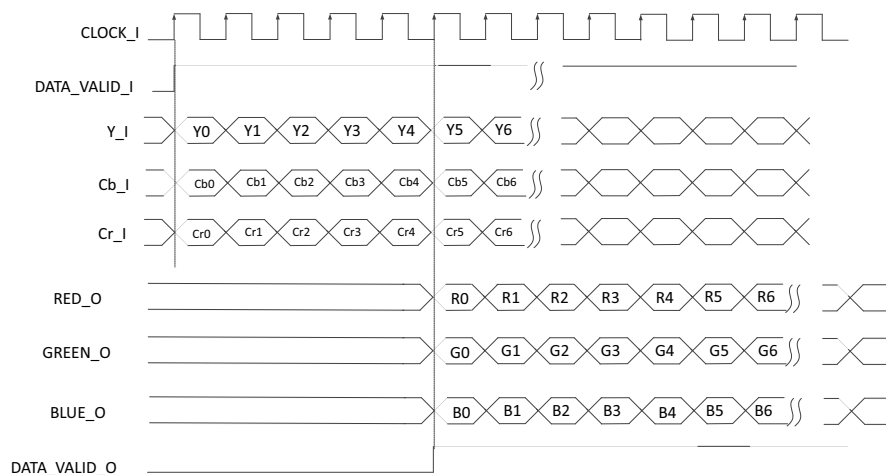 CLOCK_I
DATA_VALID_I
Y_I Y0 Y1 Y2 Y3 Y4 Y5 Y6
Cb_I Cb0 Cb1 Cb2 Cb3 Cb4 Cb5 Cb6
Cr_I Cr0 Cr1 Cr2 Cr3 Cr4 Cr5 Cr6
RED_O R0 R1 R2 R3 R4 R5 R6
GREEN_O G0 G1 G2 G3 G4 G5 G6
BLUE_O B0 B1 B2 B3 B4 B5 B6
DATA_VALID_O